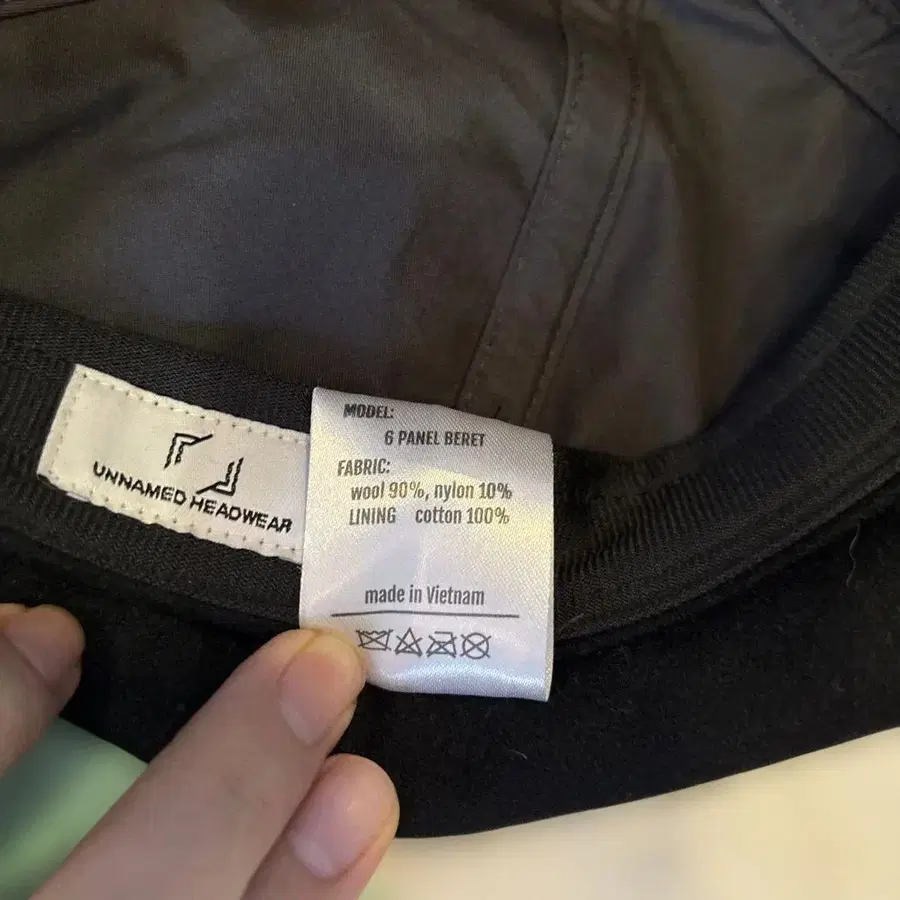 UNNAMED HEADWEAR
MODEL:
6 PANEL BERET
FABRIC:
wool 90%, nylon 10%
LINING cotton 100%
made in Vietnam